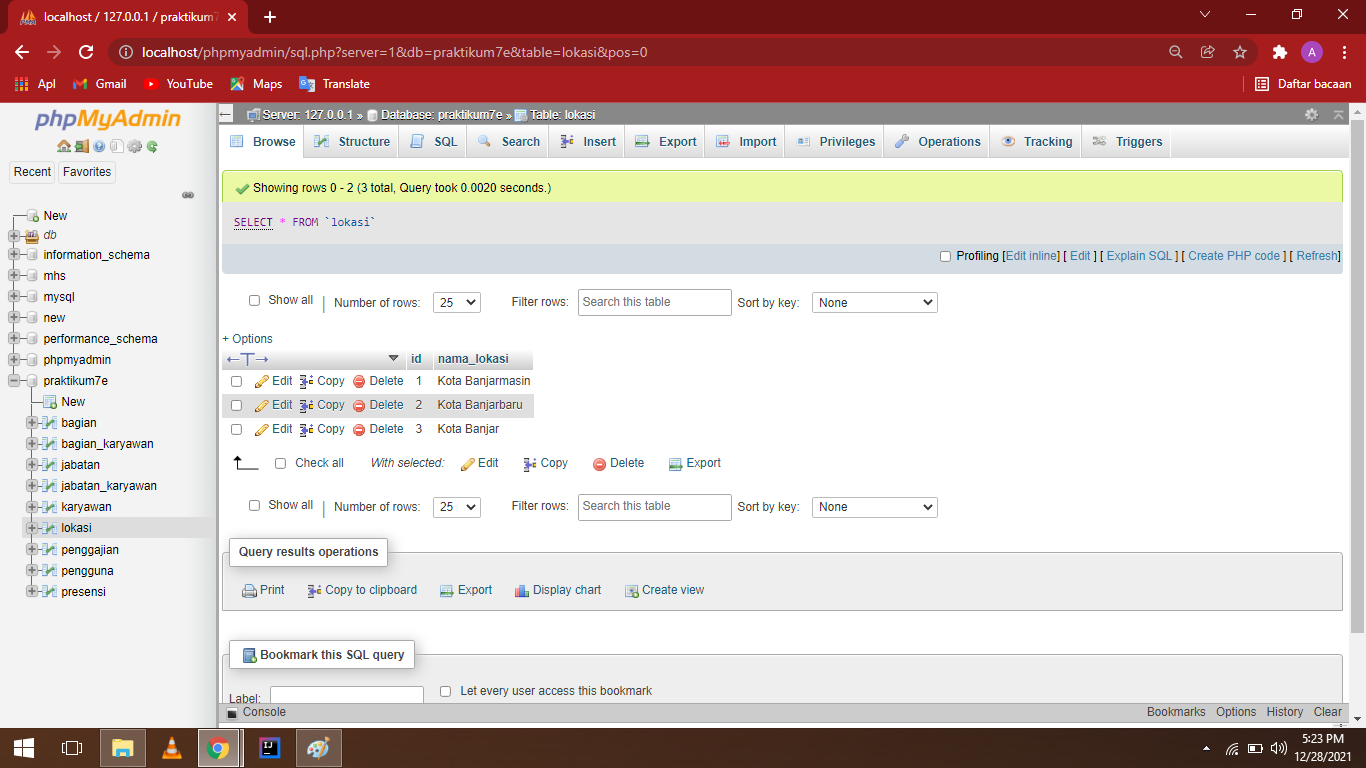 localhost / 127.0.0.1 / praktikum7
localhost/phpmyadmin/sql.php?server=1&db=praktikum7e&table=lokasi&pos=0
A
Apl Gmail YouTube Maps Translate Daftar bacaan
phpMyAdmin
Recent Favorites
New
db
information_schema
mhs
mysql
new
performance_schema
phpmyadmin
praktikum7e
New
bagian
bagian_karyawan
jabatan
jabatan_karyawan
karyawan
lokasi
penggajian
pengguna
presensi
Server: 127.0.0.1 » Database: praktikum7e » Table: lokasi
Browse Structure SQL Search Insert Export Import Privileges Operations Tracking Triggers
Showing rows 0 - 2 (3 total, Query took 0.0020 seconds.)
SELECT * FROM `lokasi`
Profiling [Edit inline] [ Edit ] [ Explain SQL ] [ Create PHP code ] [ Refresh]
Show all | Number of rows: 25 Filter rows: Search this table Sort by key: None
+ Options
←T→ id nama_lokasi
Edit Copy Delete 1 Kota Banjarmasin
Edit Copy Delete 2 Kota Banjarbaru
Edit Copy Delete 3 Kota Banjar
Check all With selected: Edit Copy Delete Export
Show all | Number of rows: 25 Filter rows: Search this table Sort by key: None
Query results operations
Print Copy to clipboard Export Display chart Create view
Bookmark this SQL query
Label: Let every user access this bookmark
Console Bookmarks Options History Clear
5:23 PM
12/28/2021